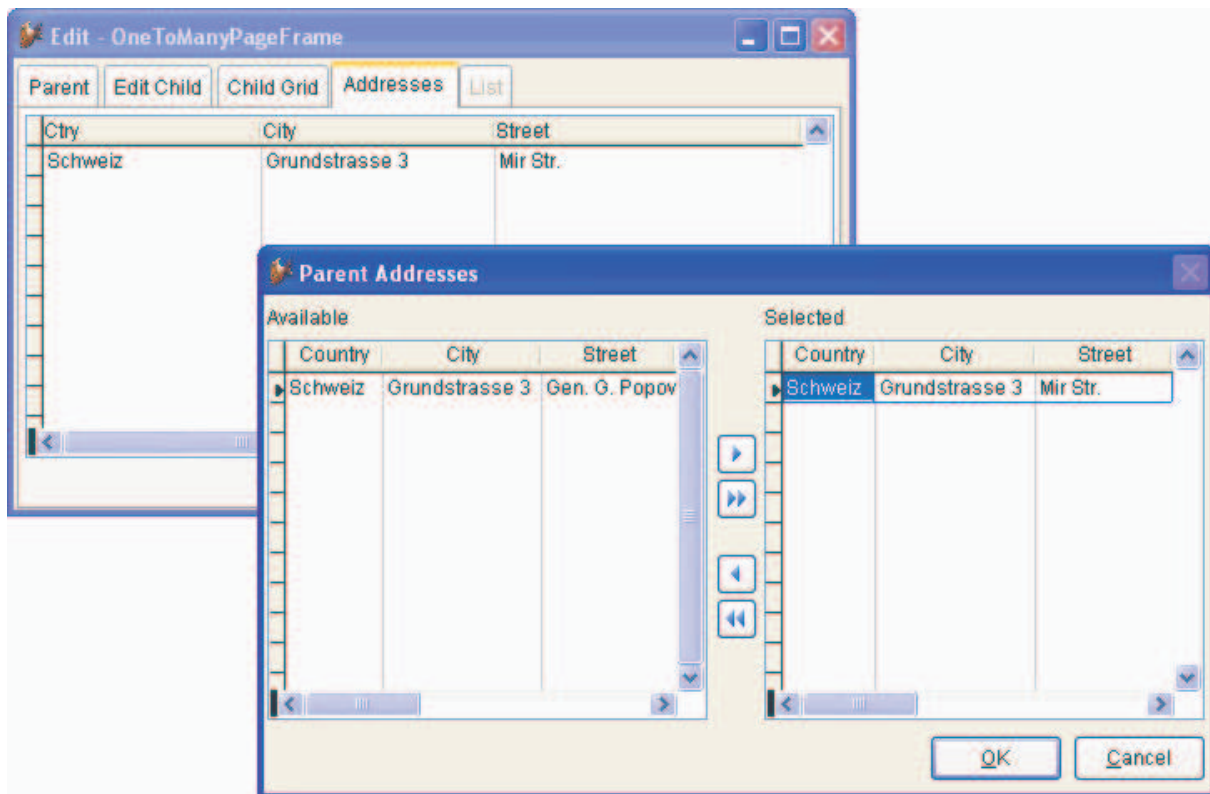 Edit - OneToManyPageFrame
Parent Edit Child Child Grid Addresses List
Ctry City Street
Schweiz Grundstrasse 3 Mir Str.
Parent Addresses
Available Selected
Country City Street Country City Street
Schweiz Grundstrasse 3 Gen. G. Popov Schweiz Grundstrasse 3 Mir Str.
OK Cancel